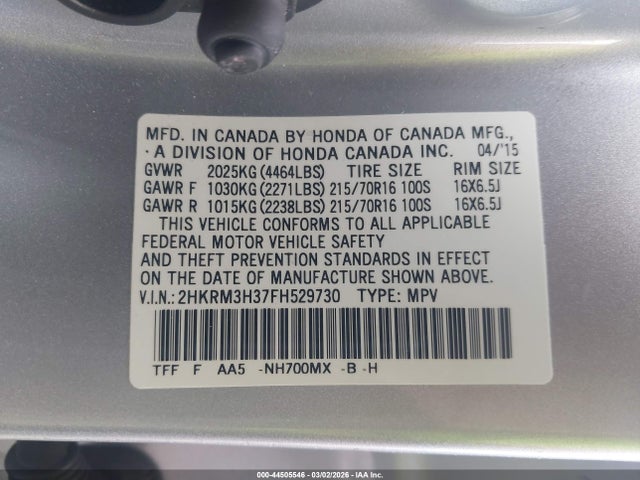 MFD. IN CANADA BY HONDA OF CANADA MFG.,
A DIVISION OF HONDA CANADA INC. 04/'15
GVWR 2025KG (4464LBS) TIRE SIZE RIM SIZE
GAWR F 1030KG (2271LBS) 215/70R16 100S 16X6.5J
GAWR R 1015KG (2238LBS) 215/70R16 100S 16X6.5J
THIS VEHICLE CONFORMS TO ALL APPLICABLE
FEDERAL MOTOR VEHICLE SAFETY
AND THEFT PREVENTION STANDARDS IN EFFECT
ON THE DATE OF MANUFACTURE SHOWN ABOVE.
V.I.N.: 2HKRM3H37FH529730 TYPE: MPV
TFF F AA5 -NH700MX -B -H
000-44505546 | 03/02/2026 | IAA Inc.